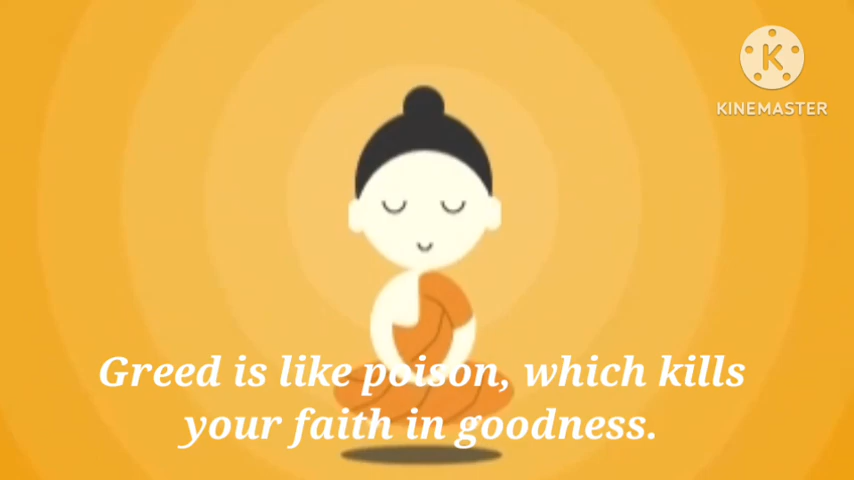 K
KINEMASTER
Greed is like poison, which kills
your faith in goodness.